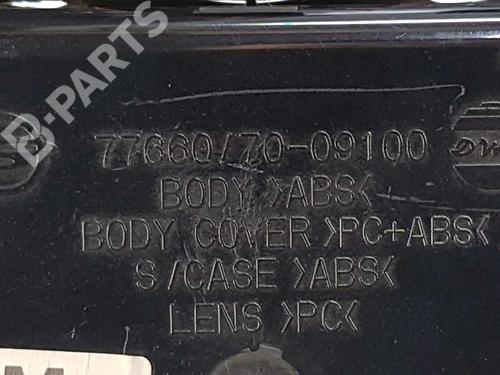 B-PARTS
77660/70-09100
BODY >ABS<
BODY COVER >PC+ABS<
S/CASE >ABS<
LENS >PC<
M